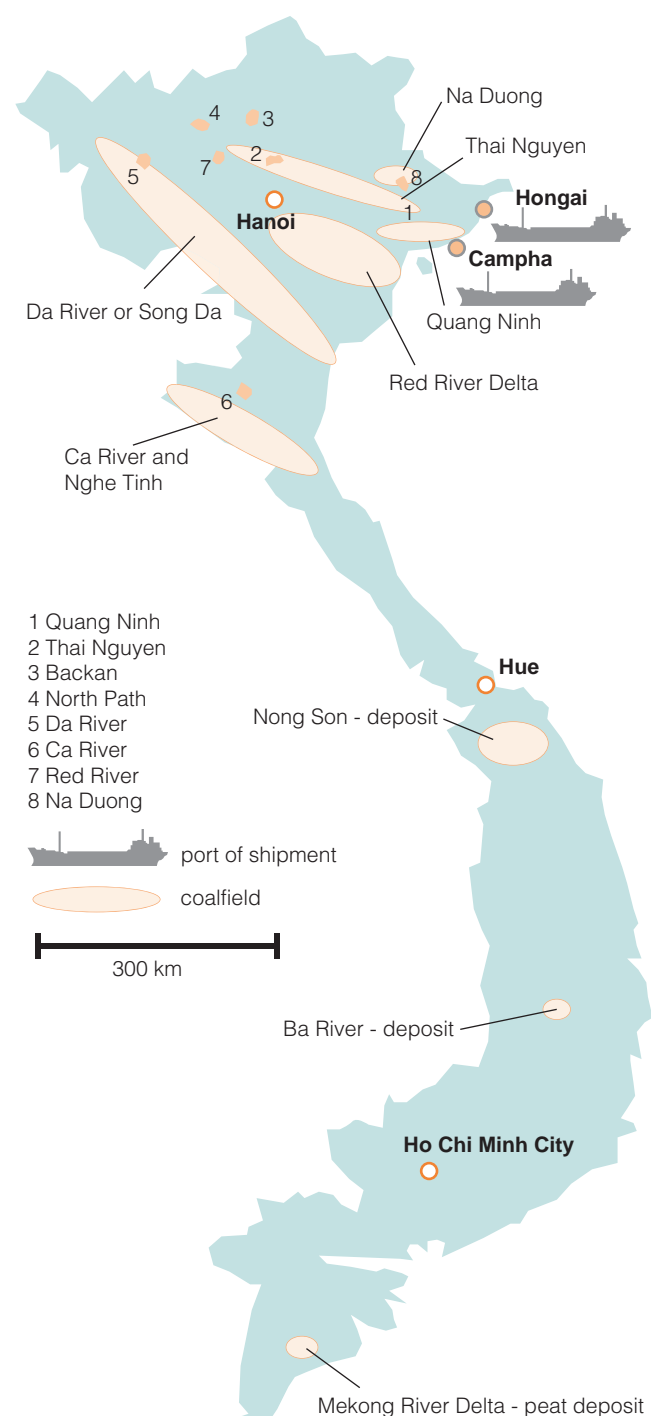 Na Duong
4
3
Thai Nguyen
7
2
5
8
Hongai
1
Hanoi
Campha
Da River or Song Da
Quang Ninh
Red River Delta
6
Ca River and
Nghe Tinh
1 Quang Ninh
2 Thai Nguyen
3 Backan
4 North Path
5 Da River
6 Ca River
7 Red River
8 Na Duong
Hue
Nong Son - deposit
port of shipment
coalfield
300 km
Ba River - deposit
Ho Chi Minh City
Mekong River Delta - peat deposit